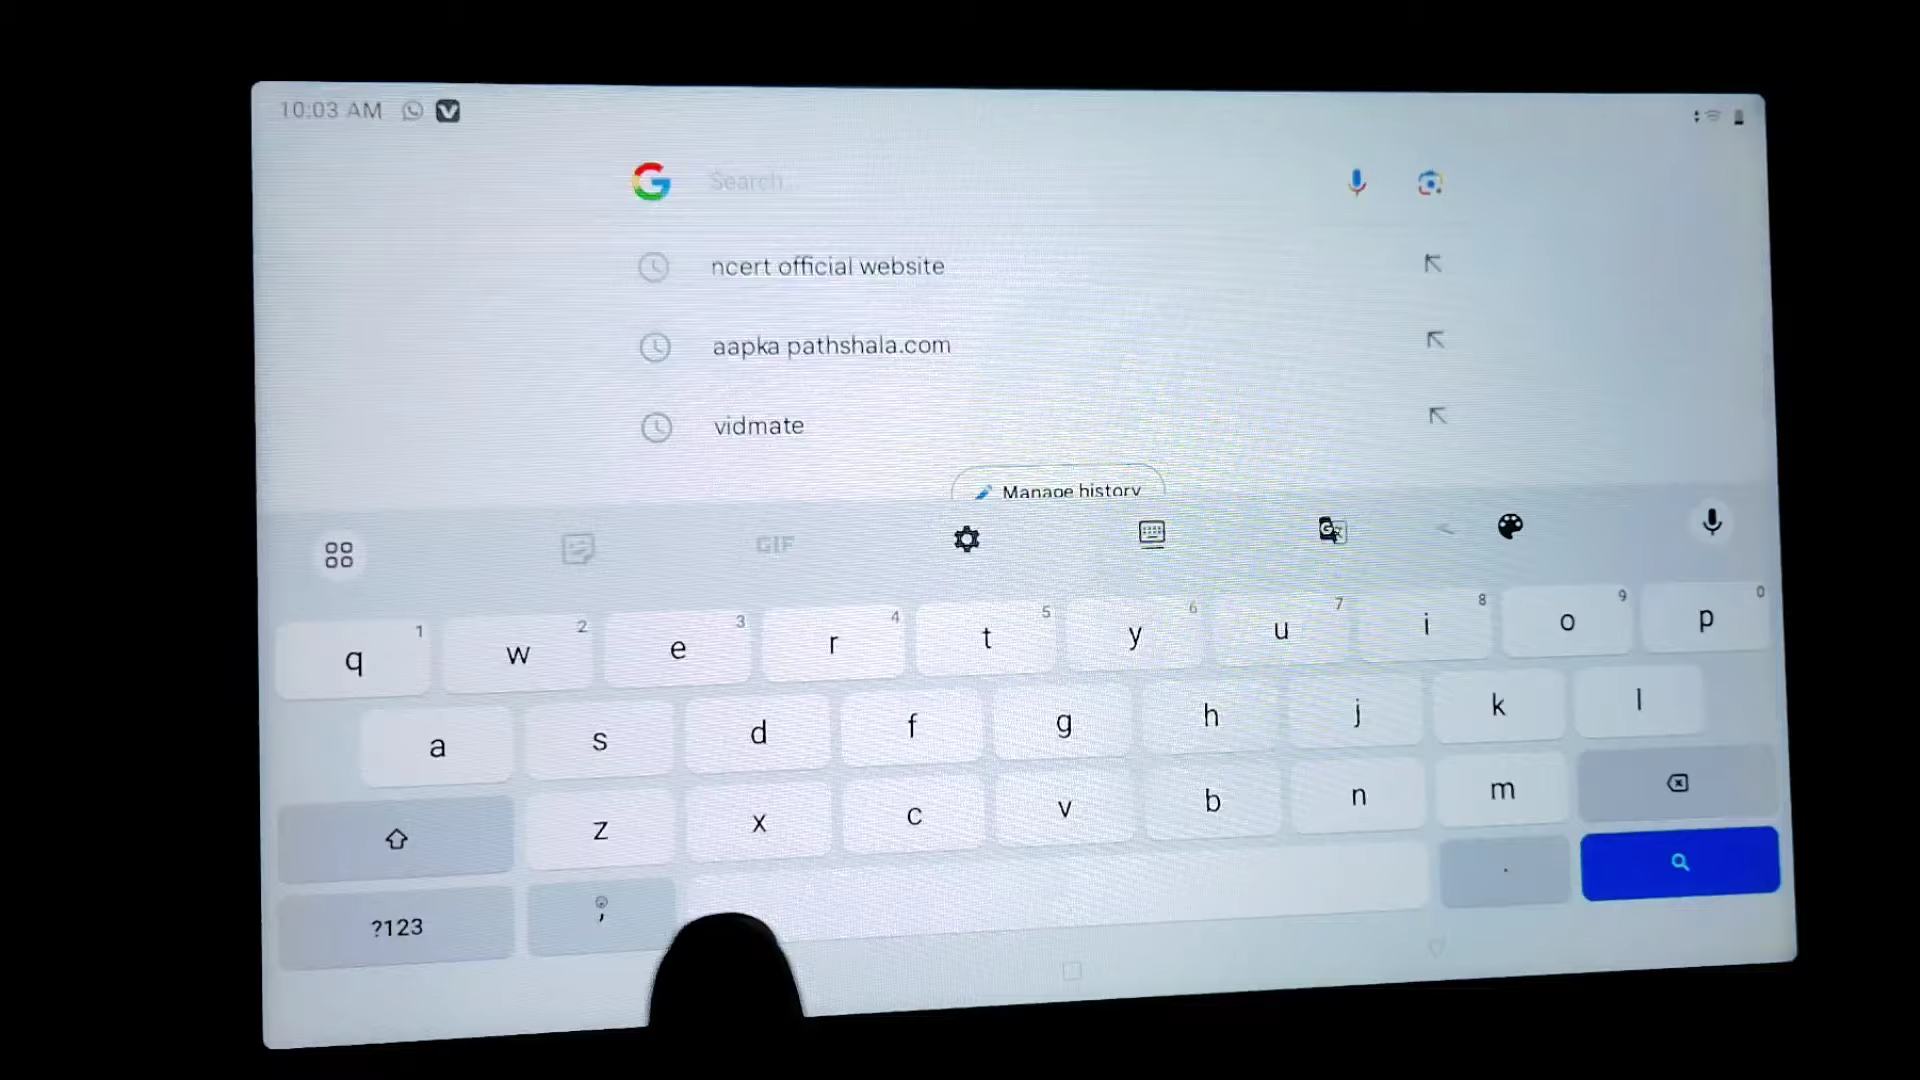 10:03 AM
Search...
ncert official website
aapka pathshala.com
vidmate
Manage history
GIF
q 1 w 2 e 3 r 4 t 5 y 6 u 7 i 8 o 9 p 0
a s d f g h j k l
z x c v b n m
?123 , .